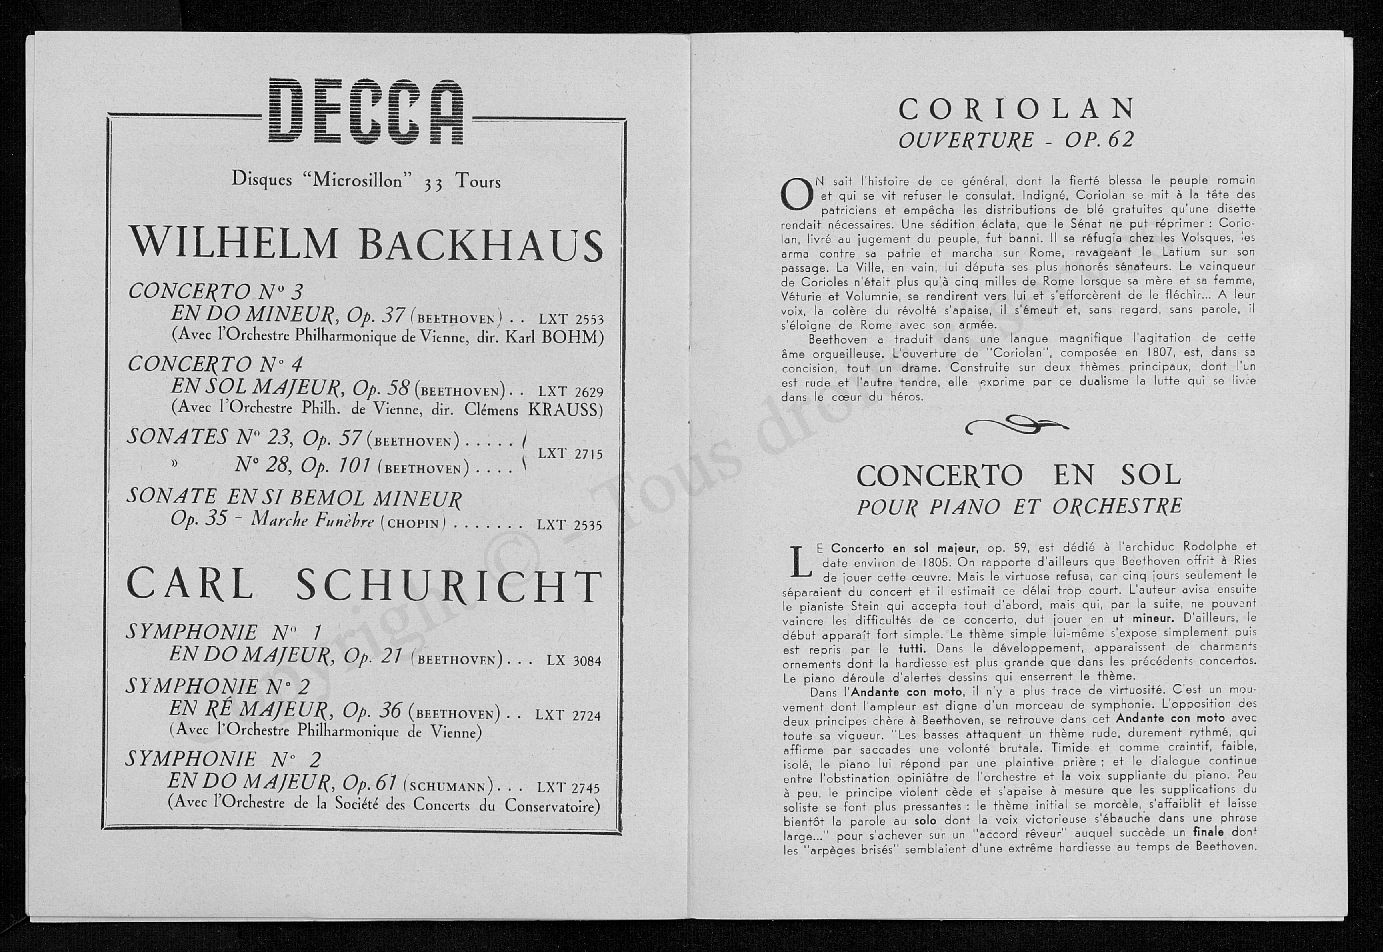 DECCA
Disques "Microsillon" 33 Tours
WILHELM BACKHAUS
CONCERTO Nº 3
EN DO MINEUR, Op. 37 (BEETHOVEN) . . LXT 2553
(Avec l'Orchestre Philharmonique de Vienne, dir. Karl BOHM)
CONCERTO Nº 4
EN SOL MAJEUR, Op. 58 (BEETHOVEN) . . LXT 2629
(Avec l'Orchestre Philh. de Vienne, dir. Clémens KRAUSS)
SONATES Nº 23, Op. 57 (BEETHOVEN) . . . . .
LXT 2715
» Nº 28, Op. 101 (BEETHOVEN) . . . .
SONATE EN SI BEMOL MINEUR
Op. 35 - Marche Funèbre (CHOPIN) . . . . . . . LXT 2535
CARL SCHURICHT
SYMPHONIE Nº 1
EN DO MAJEUR, Op. 21 (BEETHOVEN) . . . LX 3084
SYMPHONIE Nº 2
EN RÉ MAJEUR, Op. 36 (BEETHOVEN) . . LXT 2724
(Avec l'Orchestre Philharmonique de Vienne)
SYMPHONIE Nº 2
EN DO MAJEUR, Op. 61 (SCHUMANN) . . . LXT 2745
(Avec l'Orchestre de la Société des Concerts du Conservatoire)
CORIOLAN
OUVERTURE - OP. 62
ON sait l'histoire de ce général, dont la fierté blessa le peuple romain
et qui se vit refuser le consulat. Indigné, Coriolan se mit à la tête des
patriciens et empêcha les distributions de blé gratuites qu'une disette
rendait nécessaires. Une sédition éclata, que le Sénat ne put réprimer : Corio-
lan, livré au jugement du peuple, fut banni. Il se réfugia chez les Volsques, les
arma contre sa patrie et marcha sur Rome, ravageant le Latium sur son
passage. La Ville, en vain, lui députa ses plus honorés sénateurs. Le vainqueur
de Corioles n'était plus qu'à cinq milles de Rome lorsque sa mère et sa femme,
Véturie et Volumnie, se rendirent vers lui et s'efforcèrent de le fléchir... A leur
voix, la colère du révolté s'apaise, il s'émeut et, sans regard, sans parole, il
s'éloigne de Rome avec son armée.
Beethoven a traduit dans une langue magnifique l'agitation de cette
âme orgueilleuse. L'ouverture de "Coriolan", composée en 1807, est, dans sa
concision, tout un drame. Construite sur deux thèmes principaux, dont l'un
est rude et l'autre tendre, elle exprime par ce dualisme la lutte qui se livre
dans le cœur du héros.
CONCERTO EN SOL
POUR PIANO ET ORCHESTRE
LE Concerto en sol majeur, op. 59, est dédié à l'archiduc Rodolphe et
date environ de 1805. On rapporte d'ailleurs que Beethoven offrit à Ries
de jouer cette œuvre. Mais le virtuose refusa, car cinq jours seulement le
séparaient du concert et il estimait ce délai trop court. L'auteur avisa ensuite
le pianiste Stein qui accepta tout d'abord, mais qui, par la suite, ne pouvant
vaincre les difficultés de ce concerto, dut jouer en ut mineur. D'ailleurs, le
début apparaît fort simple. Le thème simple lui-même s'expose simplement puis
est repris par le tutti. Dans le développement, apparaissent de charmants
ornements dont la hardiesse est plus grande que dans les précédents concertos.
Le piano déroule d'alertes dessins qui enserrent le thème.
Dans l'Andante con moto, il n'y a plus trace de virtuosité. C'est un mou-
vement dont l'ampleur est digne d'un morceau de symphonie. L'opposition des
deux principes chère à Beethoven, se retrouve dans cet Andante con moto avec
toute sa vigueur. "Les basses attaquent un thème rude, durement rythmé, qui
affirme par saccades une volonté brutale. Timide et comme craintif, faible,
isolé, le piano lui répond par une plaintive prière ; et le dialogue continue
entre l'obstination opiniâtre de l'orchestre et la voix suppliante du piano. Peu
à peu, le principe violent cède et s'apaise à mesure que les supplications du
soliste se font plus pressantes : le thème initial se morcèle, s'affaiblit et laisse
bientôt la parole au solo dont la voix victorieuse s'ébauche dans une phrase
large..." pour s'achever sur un "accord rêveur" auquel succède un finale dont
les "arpèges brisés" semblaient d'une extrême hardiesse au temps de Beethoven.